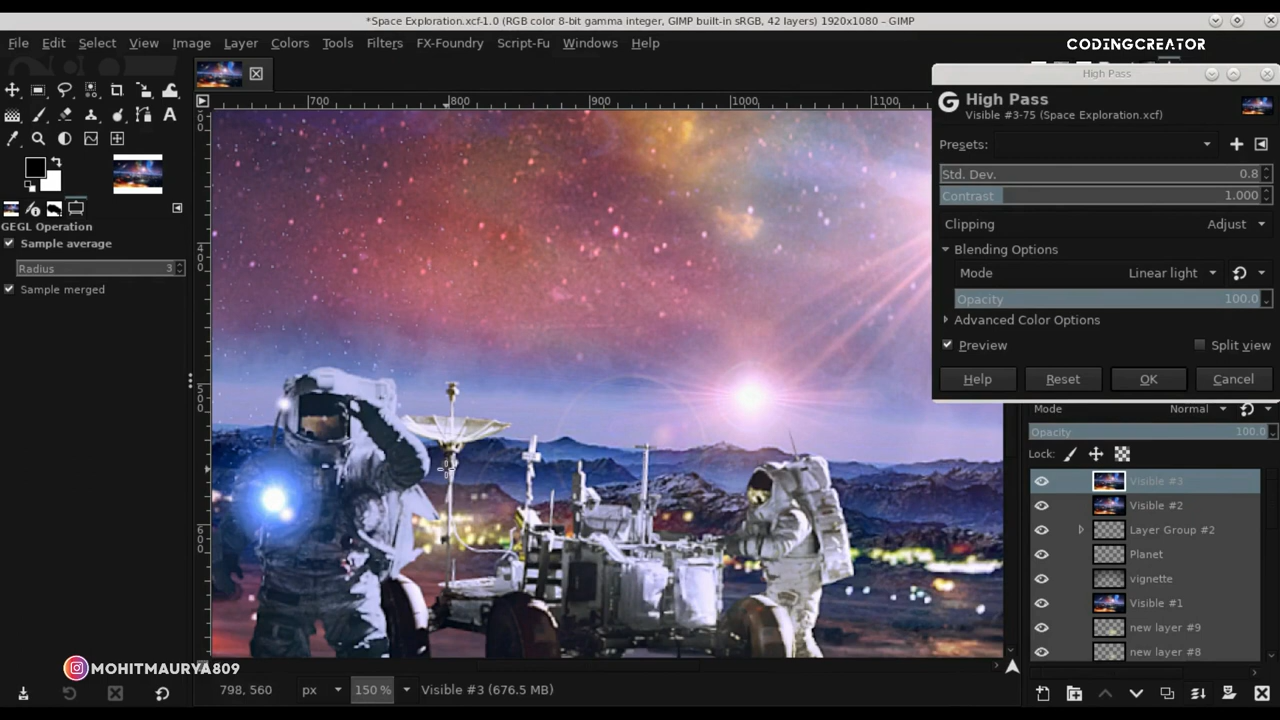 *Space Exploration.xcf-1.0 (RGB color 8-bit gamma integer, GIMP built-in sRGB, 42 layers) 1920x1080 – GIMP
File Edit Select View Image Layer Colors Tools Filters FX-Foundry Script-Fu Windows Help
CODINGCREATOR
High Pass
High Pass
Visible #3-75 (Space Exploration.xcf)
Presets:
Std. Dev. 0.8
Contrast 1.000
Clipping Adjust
Blending Options
Mode Linear light
Opacity 100.0
Advanced Color Options
Preview Split view
Help Reset OK Cancel
700 800 900 1000 1100
400
500
600
GEGL Operation
Sample average
Radius 3
Sample merged
Mode Normal
Opacity 100.0
Lock:
Visible #3
Visible #2
Layer Group #2
Planet
vignette
Visible #1
new layer #9
new layer #8
MOHITMAURYA809
798, 560 px 150 % Visible #3 (676.5 MB)